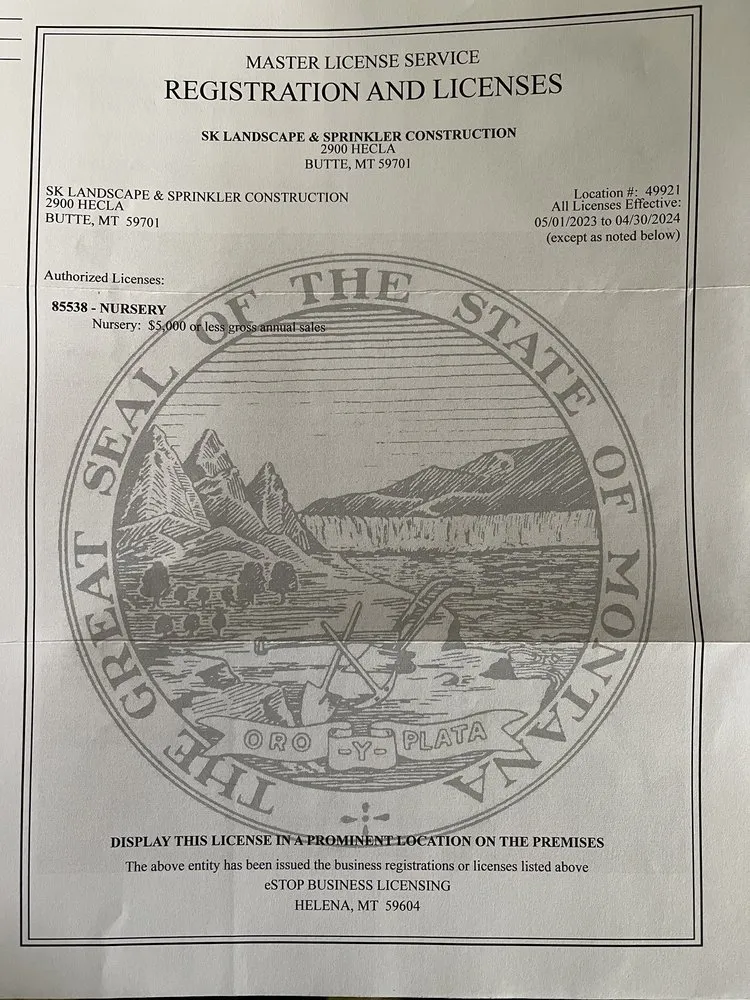 MASTER LICENSE SERVICE
REGISTRATION AND LICENSES
SK LANDSCAPE & SPRINKLER CONSTRUCTION
2900 HECLA
BUTTE, MT 59701
SK LANDSCAPE & SPRINKLER CONSTRUCTION
2900 HECLA
BUTTE, MT 59701
Location #: 49921
All Licenses Effective:
05/01/2023 to 04/30/2024
(except as noted below)
Authorized Licenses:
85538 - NURSERY
Nursery: $5,000 or less gross annual sales
THE GREAT SEAL OF THE STATE OF MONTANA
ORO -Y- PLATA
DISPLAY THIS LICENSE IN A PROMINENT LOCATION ON THE PREMISES
The above entity has been issued the business registrations or licenses listed above
eSTOP BUSINESS LICENSING
HELENA, MT 59604